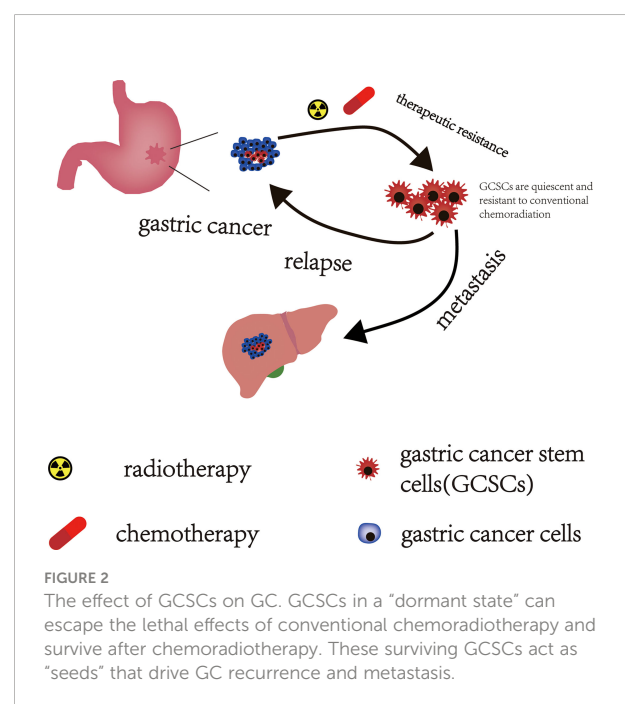 therapeutic resistance
GCSCs are quiescent and
resistant to conventional
chemoradiation
gastric cancer
relapse
metastasis
radiotherapy
gastric cancer stem
cells(GCSCs)
chemotherapy
gastric cancer cells
FIGURE 2
The effect of GCSCs on GC. GCSCs in a “dormant state” can
escape the lethal effects of conventional chemoradiotherapy and
survive after chemoradiotherapy. These surviving GCSCs act as
“seeds” that drive GC recurrence and metastasis.